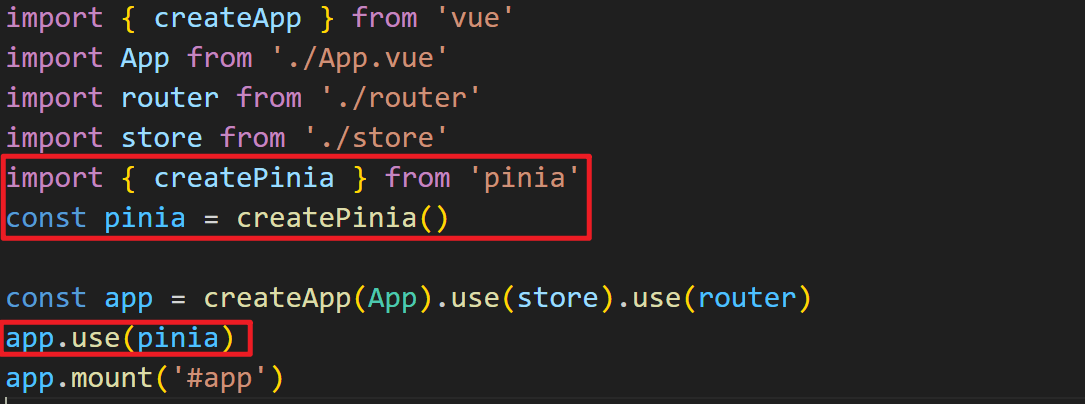 import { createApp } from 'vue'
import App from './App.vue'
import router from './router'
import store from './store'
import { createPinia } from 'pinia'
const pinia = createPinia()
const app = createApp(App).use(store).use(router)
app.use(pinia)
app.mount('#app')